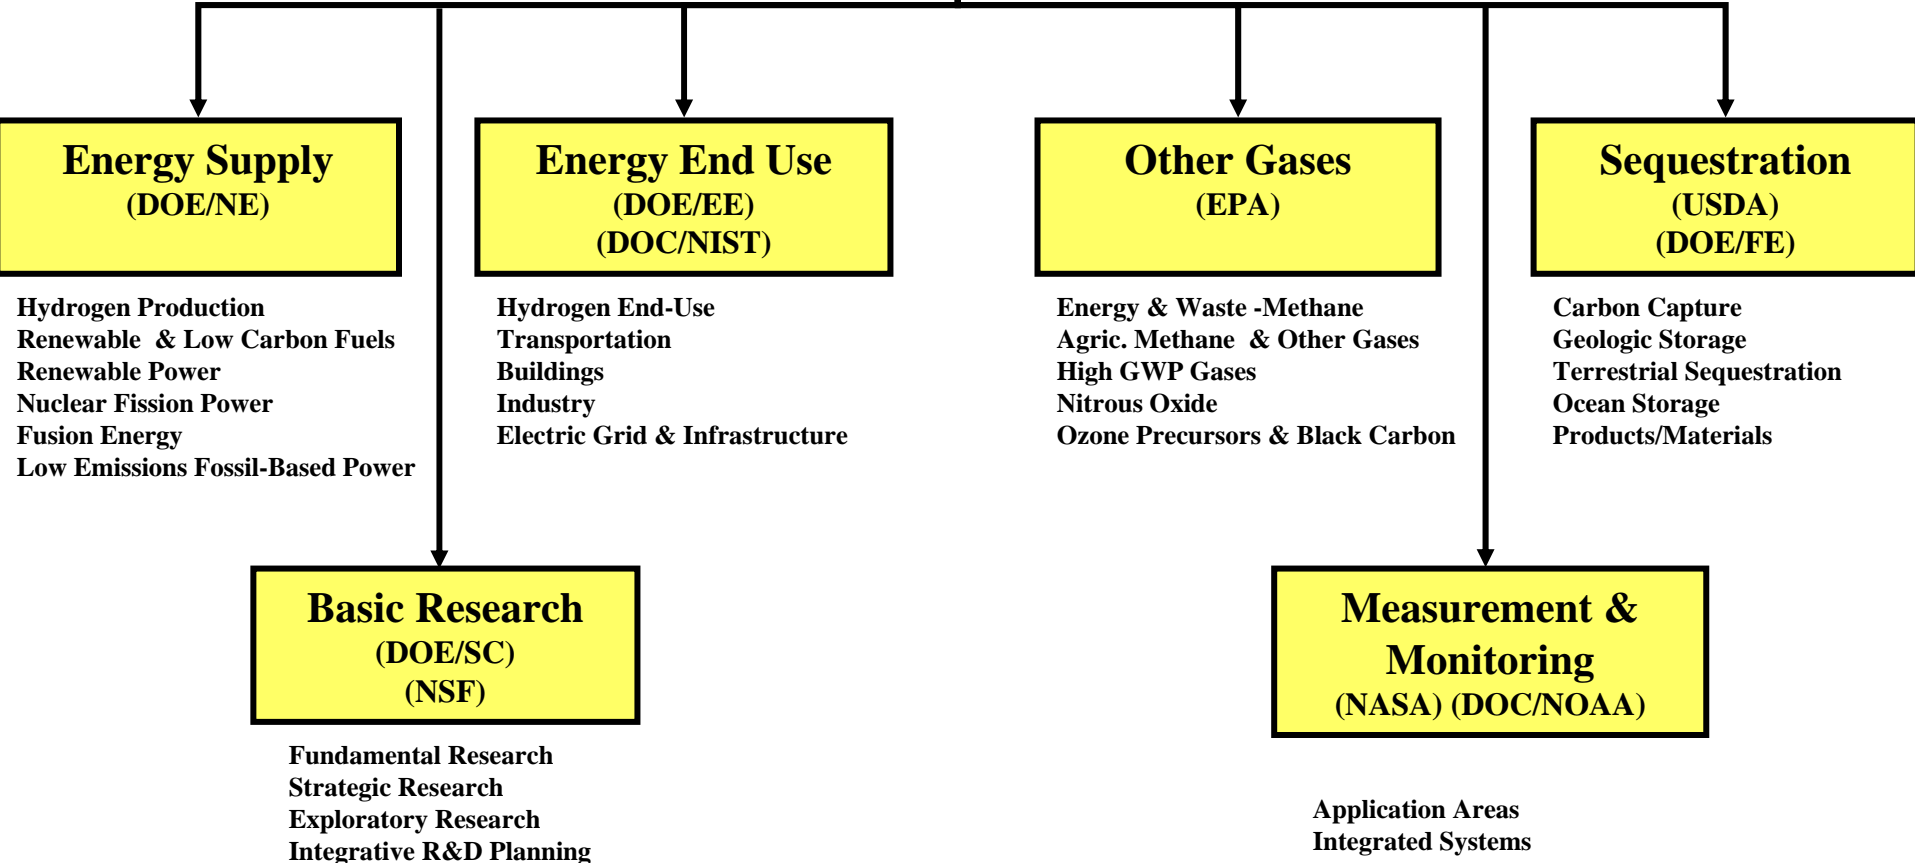 Energy Supply
(DOE/NE)
Energy End Use
(DOE/EE)
(DOC/NIST)
Other Gases
(EPA)
Sequestration
(USDA)
(DOE/FE)
Hydrogen Production
Renewable & Low Carbon Fuels
Renewable Power
Nuclear Fission Power
Fusion Energy
Low Emissions Fossil-Based Power
Hydrogen End-Use
Transportation
Buildings
Industry
Electric Grid & Infrastructure
Energy & Waste -Methane
Agric. Methane & Other Gases
High GWP Gases
Nitrous Oxide
Ozone Precursors & Black Carbon
Carbon Capture
Geologic Storage
Terrestrial Sequestration
Ocean Storage
Products/Materials
Basic Research
(DOE/SC)
(NSF)
Measurement &
Monitoring
(NASA) (DOC/NOAA)
Fundamental Research
Strategic Research
Exploratory Research
Integrative R&D Planning
Application Areas
Integrated Systems